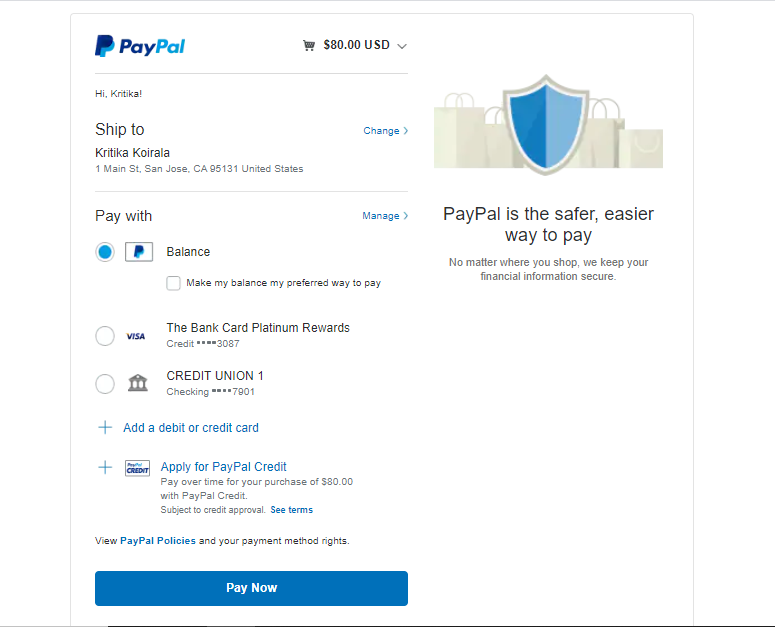 PayPal
$80.00 USD
Hi, Kritika!
Ship to
Change >
Kritika Koirala
1 Main St, San Jose, CA 95131 United States
Pay with
Manage >
Balance
Make my balance my preferred way to pay
VISA
The Bank Card Platinum Rewards
Credit ••••3087
CREDIT UNION 1
Checking ••••7901
+ Add a debit or credit card
+ PayPal CREDIT
Apply for PayPal Credit
Pay over time for your purchase of $80.00
with PayPal Credit.
Subject to credit approval. See terms
View PayPal Policies and your payment method rights.
Pay Now
PayPal is the safer, easier
way to pay
No matter where you shop, we keep your
financial information secure.